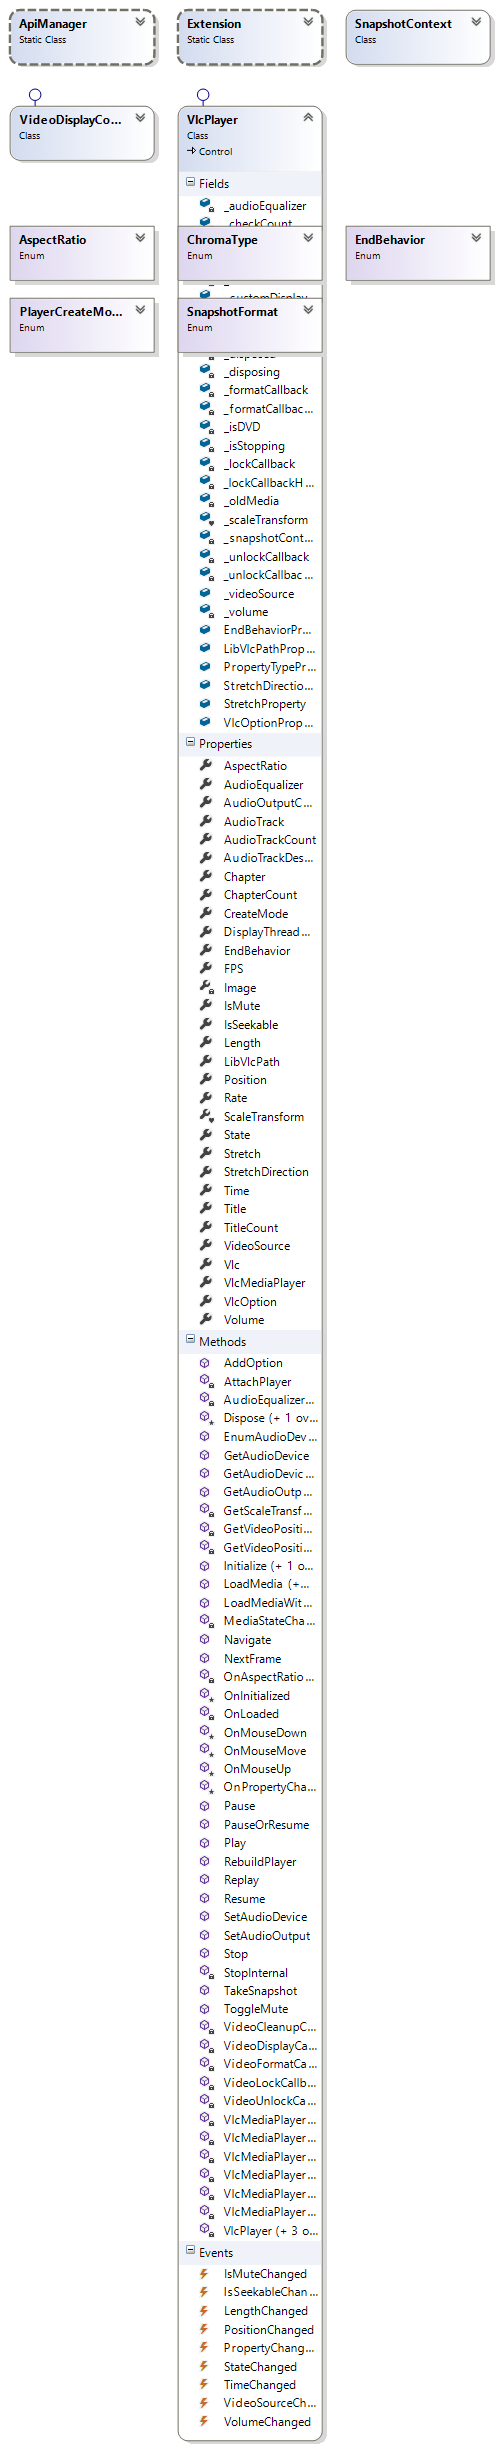 ApiManager
Static Class
Extension
Static Class
SnapshotContext
Class
VideoDisplayCo...
Class
VlcPlayer
Class
Control
Fields
_audioEqualizer
_checkCount
AspectRatio
Enum
ChromaType
Enum
EndBehavior
Enum
_customDisplay
PlayerCreateMo...
Enum
SnapshotFormat
Enum
_disposed
_disposing
_formatCallback
_formatCallbac...
_isDVD
_isStopping
_lockCallback
_lockCallbackH...
_oldMedia
_scaleTransform
_snapshotCont...
_unlockCallback
_unlockCallbac...
_videoSource
_volume
EndBehaviorPr...
LibVlcPathProp...
PropertyTypePr...
StretchDirectio...
StretchProperty
VlcOptionProp...
Properties
AspectRatio
AudioEqualizer
AudioOutputC...
AudioTrack
AudioTrackCount
AudioTrackDes...
Chapter
ChapterCount
CreateMode
DisplayThread...
EndBehavior
FPS
Image
IsMute
IsSeekable
Length
LibVlcPath
Position
Rate
ScaleTransform
State
Stretch
StretchDirection
Time
Title
TitleCount
VideoSource
Vlc
VlcMediaPlayer
VlcOption
Volume
Methods
AddOption
AttachPlayer
AudioEqualizer...
Dispose (+ 1 ov...
EnumAudioDev...
GetAudioDevice
GetAudioDevic...
GetAudioOutp...
GetScaleTransf...
GetVideoPositi...
GetVideoPositi...
Initialize (+ 1 o...
LoadMedia (+...
LoadMediaWit...
MediaStateCha...
Navigate
NextFrame
OnAspectRatio...
OnInitialized
OnLoaded
OnMouseDown
OnMouseMove
OnMouseUp
OnPropertyCha...
Pause
PauseOrResume
Play
RebuildPlayer
Replay
Resume
SetAudioDevice
SetAudioOutput
Stop
StopInternal
TakeSnapshot
ToggleMute
VideoCleanupC...
VideoDisplayCa...
VideoFormatCa...
VideoLockCallb...
VideoUnlockCa...
VlcMediaPlayer...
VlcMediaPlayer...
VlcMediaPlayer...
VlcMediaPlayer...
VlcMediaPlayer...
VlcMediaPlayer...
VlcPlayer (+ 3 o...
Events
IsMuteChanged
IsSeekableChan...
LengthChanged
PositionChanged
PropertyChang...
StateChanged
TimeChanged
VideoSourceCh...
VolumeChanged